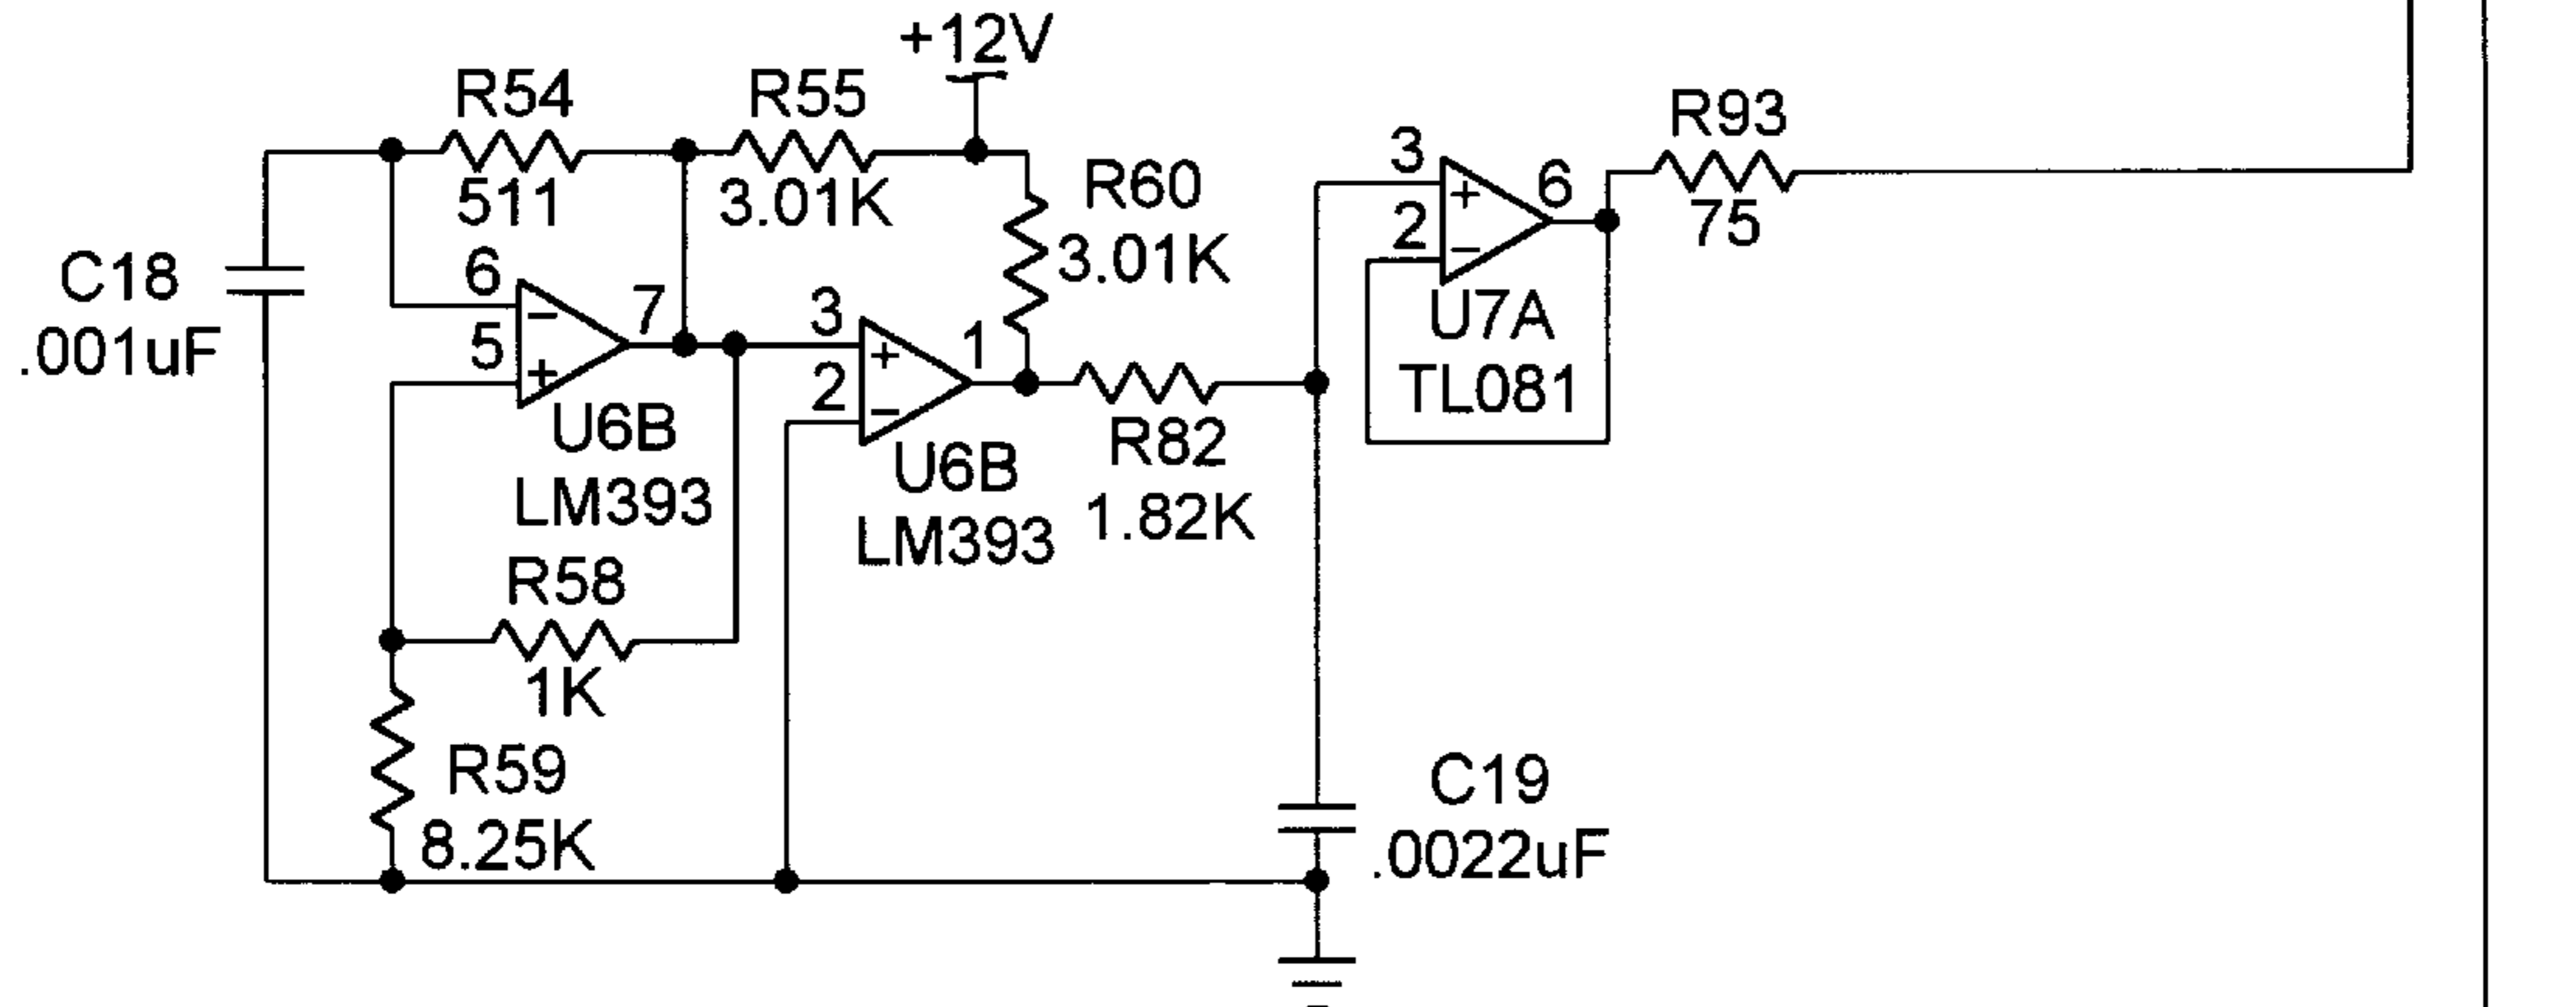 +12V
R54
511
R55
3.01K
R60
3.01K
C18
.001uF
6
5
7
+
−
U6B
LM393
3
2
1
+
−
U6B
LM393
R82
1.82K
R58
1K
R59
8.25K
3
2
6
+
−
U7A
TL081
R93
75
C19
.0022uF